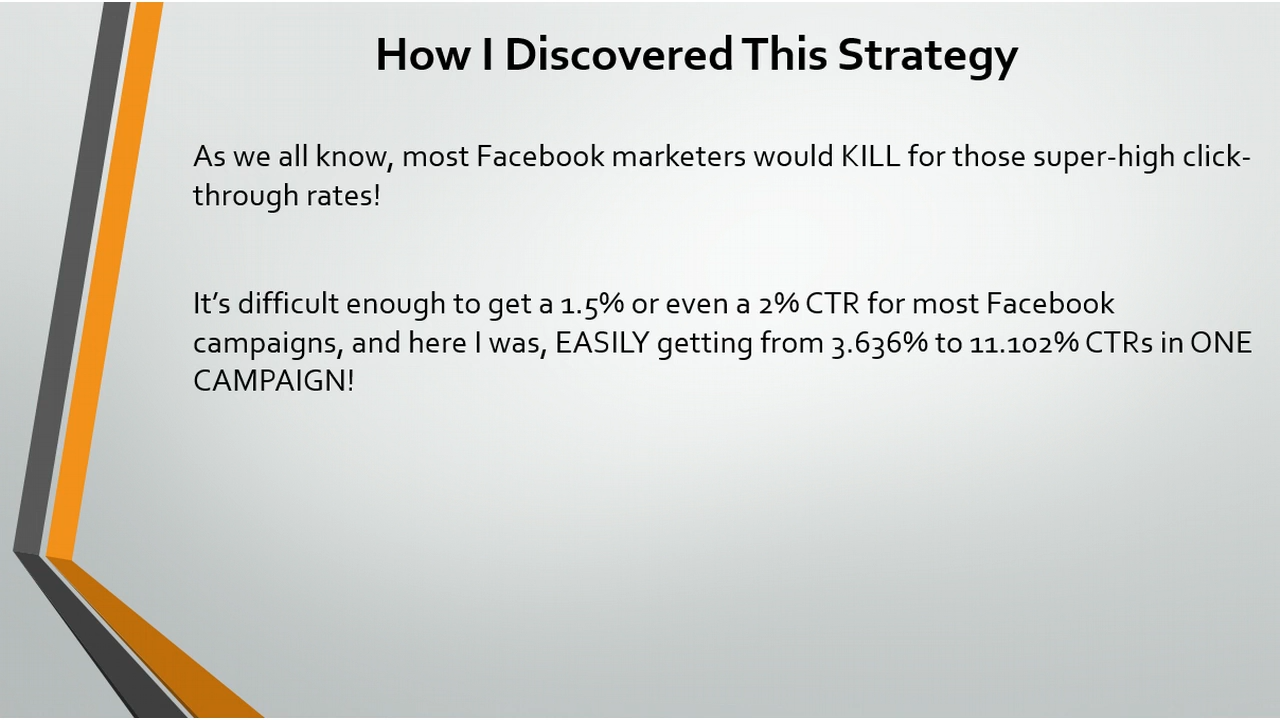 How I Discovered This Strategy
As we all know, most Facebook marketers would KILL for those super-high click-
through rates!
It’s difficult enough to get a 1.5% or even a 2% CTR for most Facebook
campaigns, and here I was, EASILY getting from 3.636% to 11.102% CTRs in ONE
CAMPAIGN!